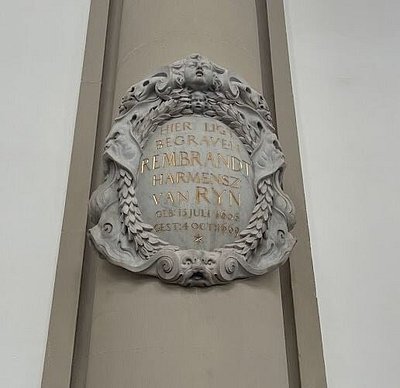 HIER LIGT
BEGRAVEN
REMBRANDT
HARMENSZ
VAN RYN
GEB: 15 JULI 1606
GEST: 4 OCT: 1669